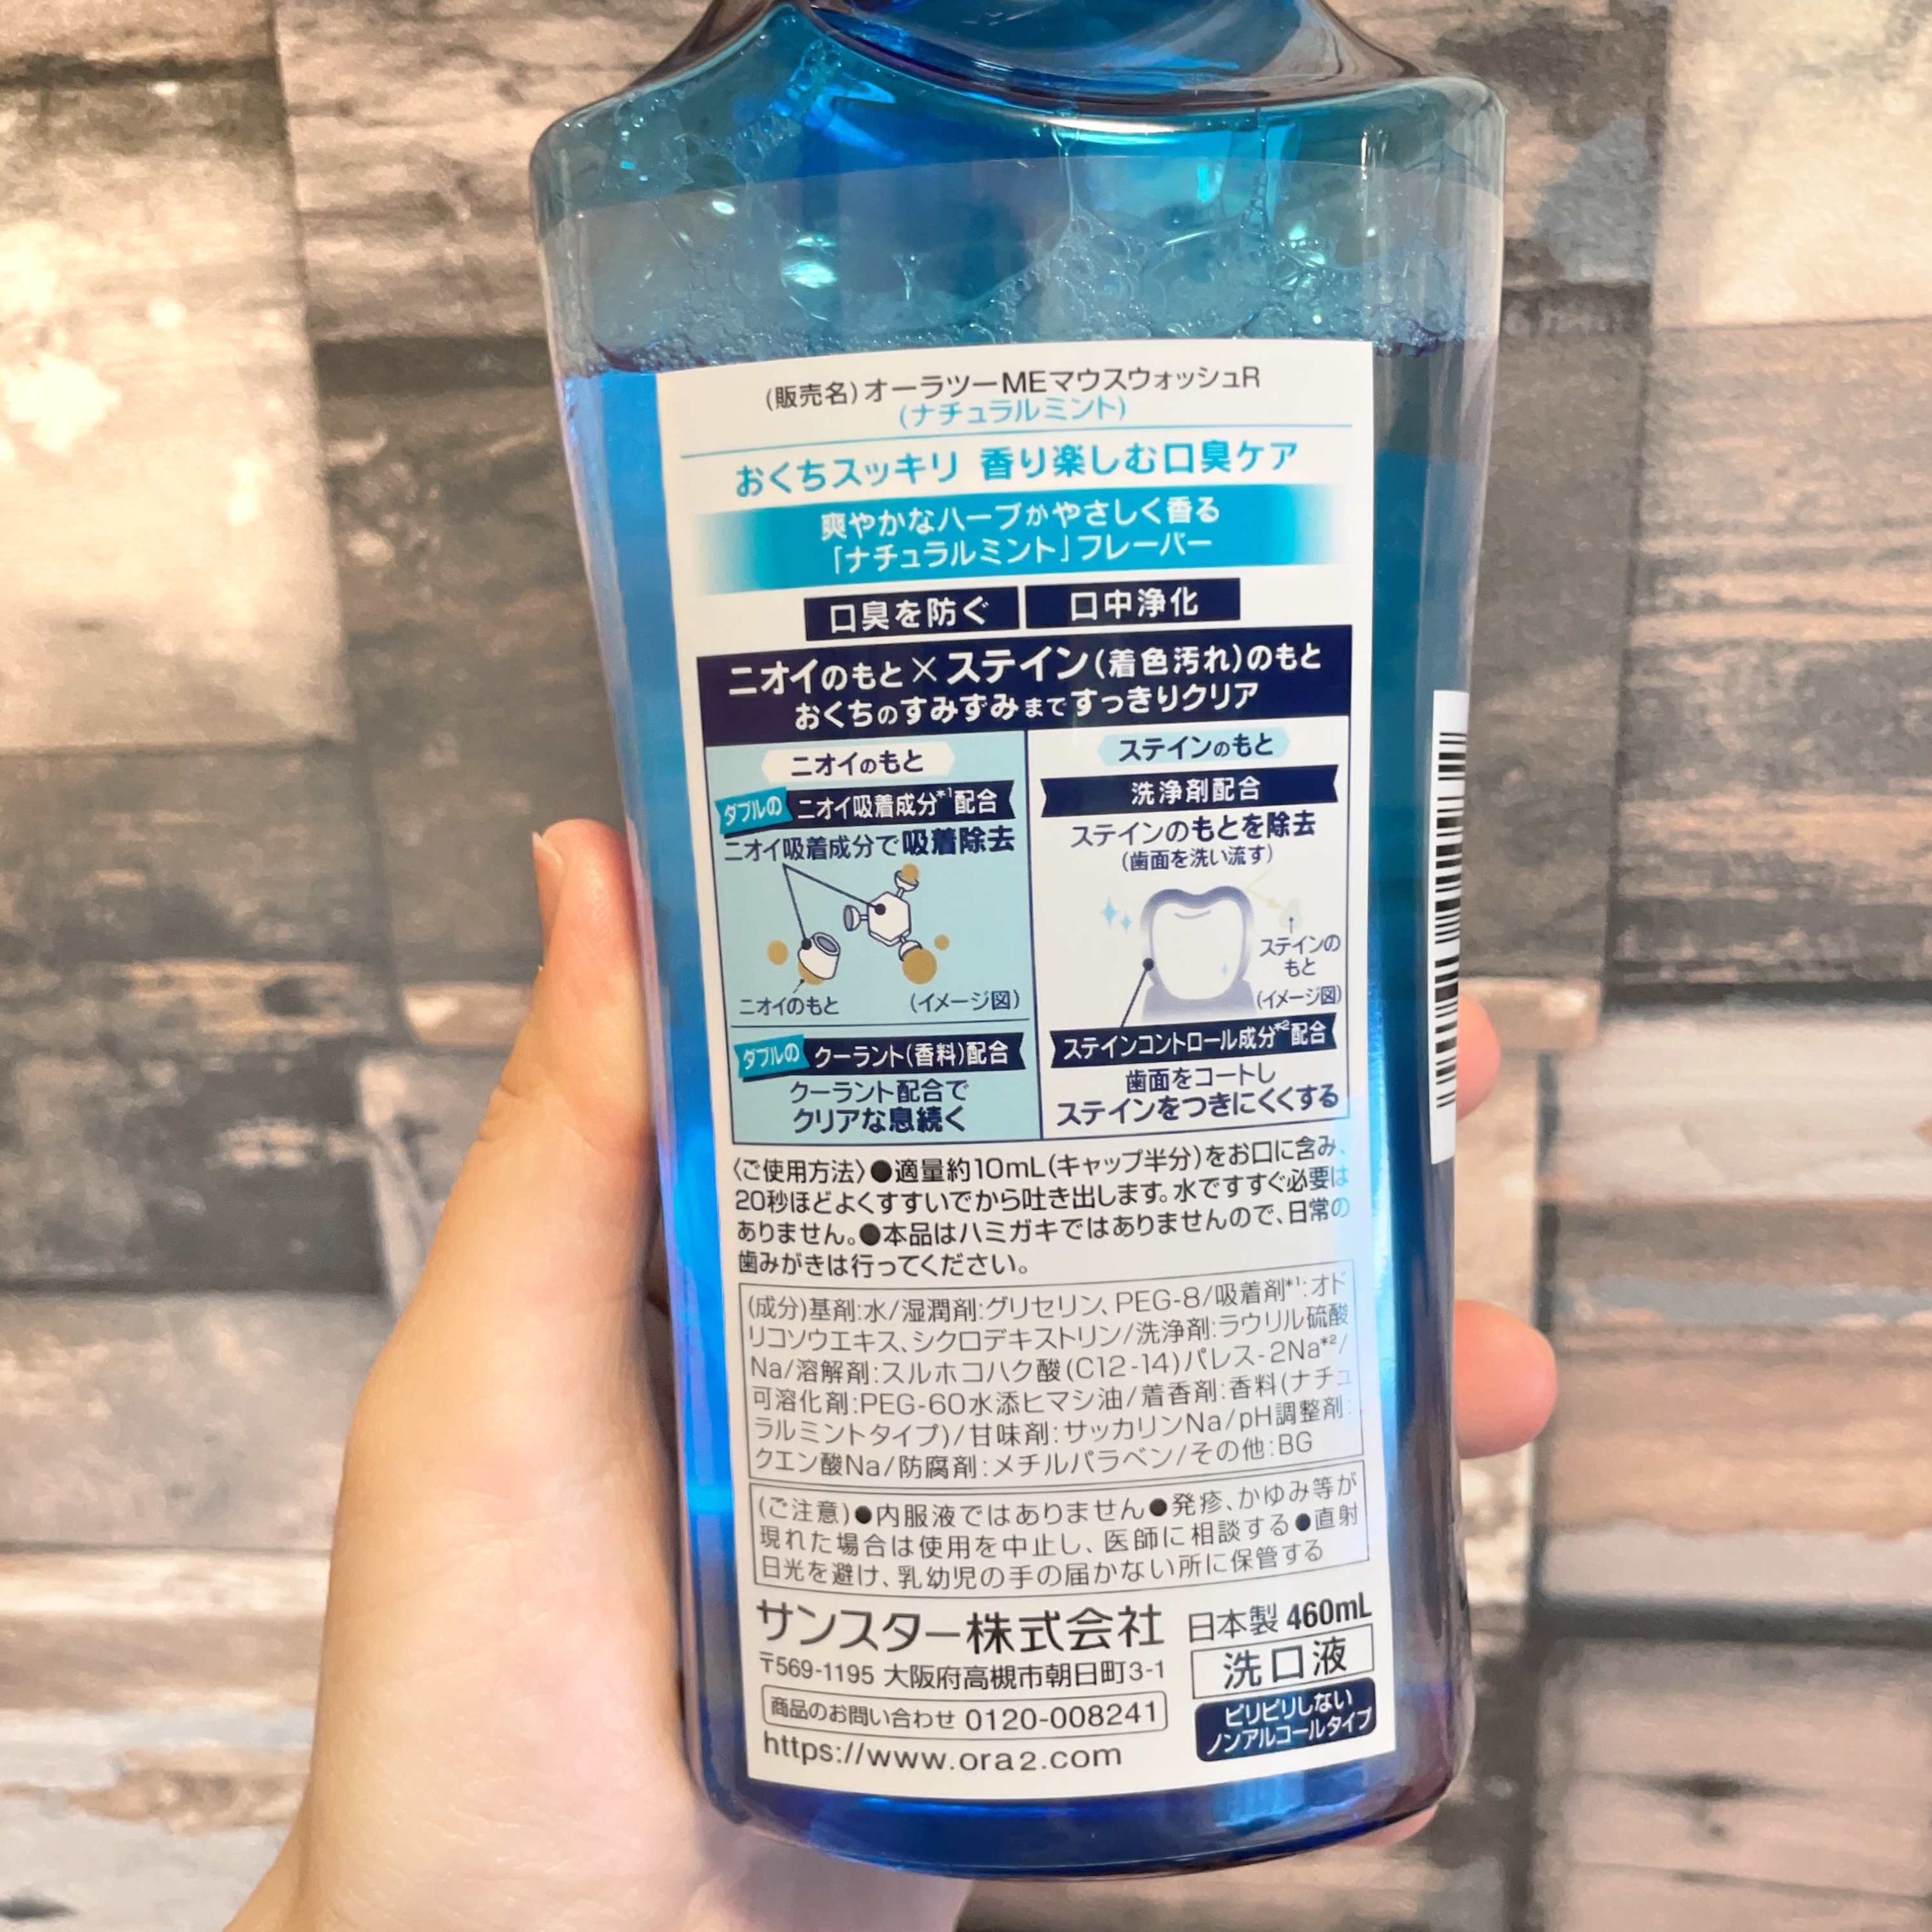 (販売名)オーラツーMEマウスウォッシュR
(ナチュラルミント)
おくちスッキリ 香り楽しむ口臭ケア
爽やかなハーブがやさしく香る
「ナチュラルミント」フレーバー
口臭を防ぐ 口中浄化
ニオイのもと×ステイン(着色汚れ)のもと
おくちのすみずみまですっきりクリア
ニオイのもと
ダブルの ニオイ吸着成分*1配合
ニオイ吸着成分で吸着除去
ニオイのもと (イメージ図)
ダブルの クーラント(香料)配合
クーラント配合で
クリアな息続く
ステインのもと
洗浄剤配合
ステインのもとを除去
(歯面を洗い流す)
ステインの
もと
(イメージ図)
ステインコントロール成分*2配合
歯面をコートし
ステインをつきにくくする
〈ご使用方法〉●適量約10mL(キャップ半分)をお口に含み、
20秒ほどよくすすいでから吐き出します。水ですすぐ必要は
ありません。●本品はハミガキではありませんので、日常の
歯みがきは行ってください。
(成分)基剤:水/湿潤剤:グリセリン、PEG-8/吸着剤*1:オド
リコソウエキス、シクロデキストリン/洗浄剤:ラウリル硫酸
Na/溶解剤:スルホコハク酸(C12-14)パレス-2Na*2/
可溶化剤:PEG-60水添ヒマシ油/着香剤:香料(ナチュ
ラルミントタイプ)/甘味剤:サッカリンNa/pH調整剤:
クエン酸Na/防腐剤:メチルパラベン/その他:BG
(ご注意)●内服液ではありません●発疹、かゆみ等が
現れた場合は使用を中止し、医師に相談する●直射
日光を避け、乳幼児の手の届かない所に保管する
サンスター株式会社
〒569-1195 大阪府高槻市朝日町3-1
商品のお問い合わせ 0120-008241
https://www.ora2.com
日本製 460mL
洗口液
ピリピリしない
ノンアルコールタイプ